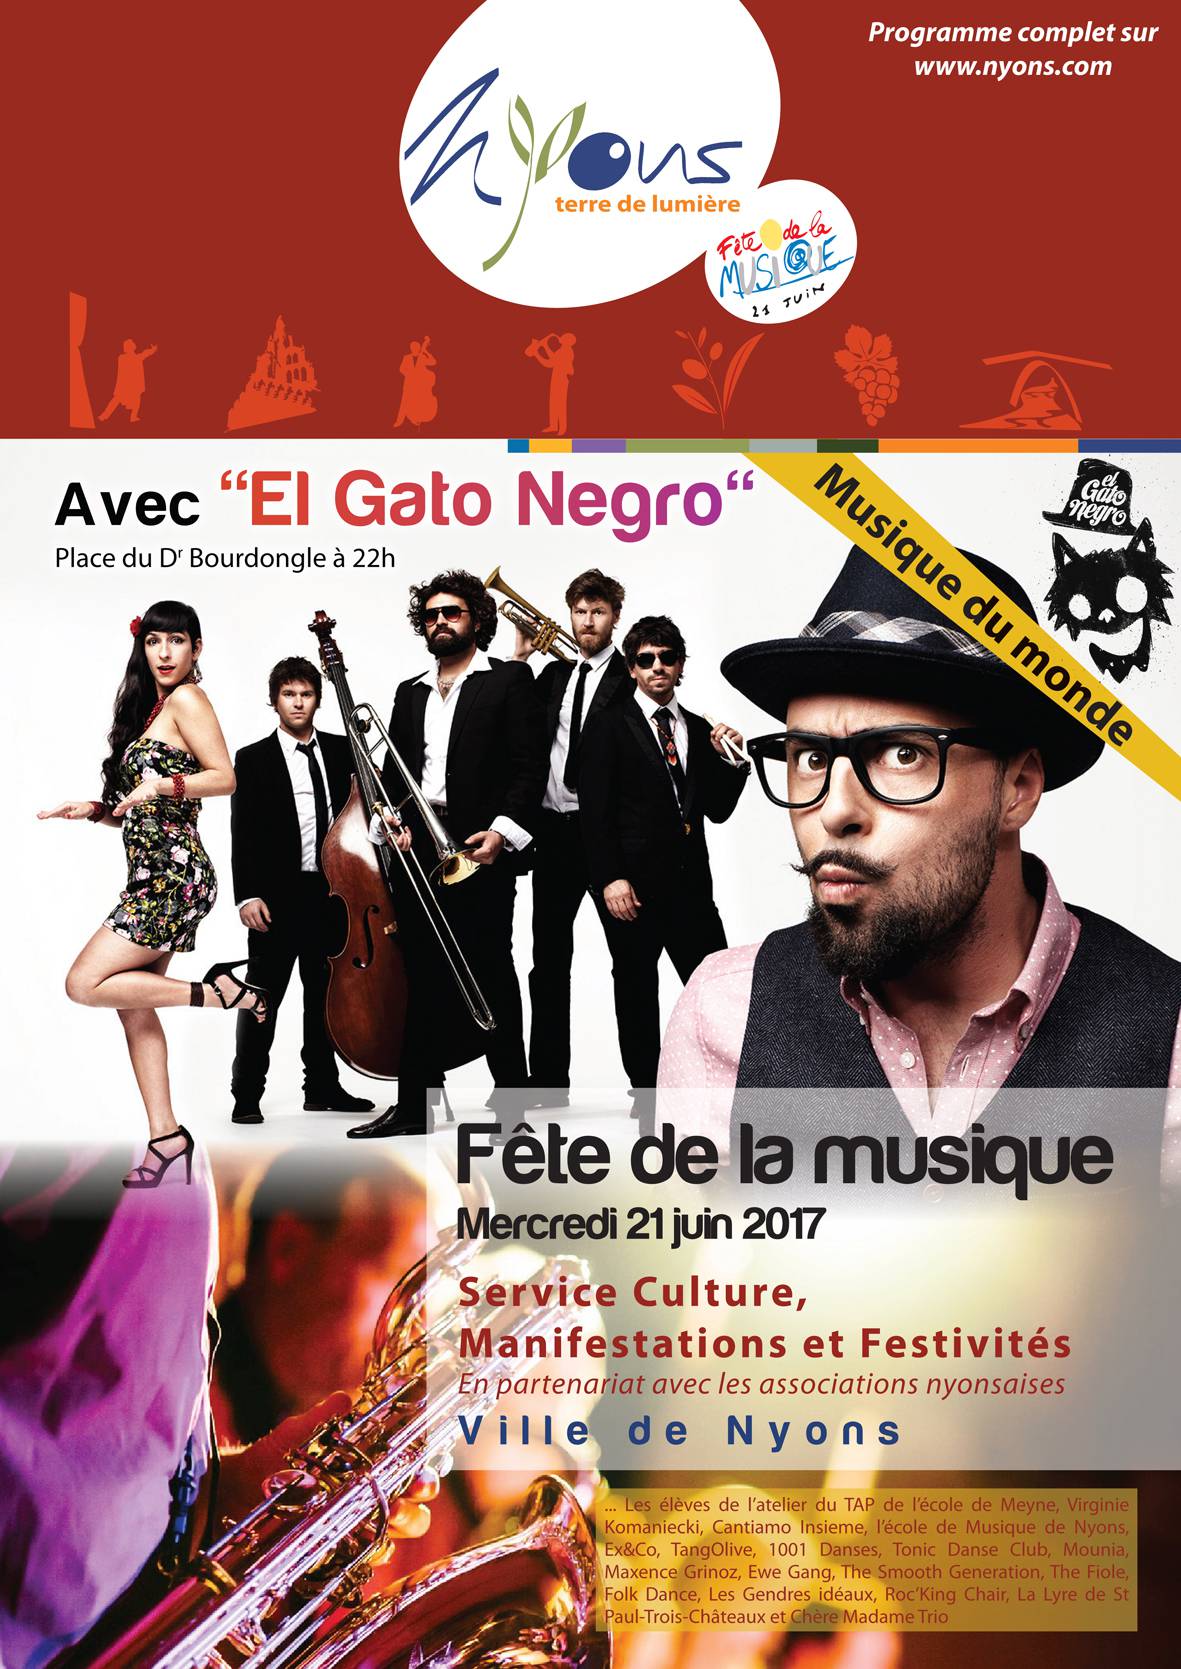 Programme complet sur
www.nyons.com
nyons
terre de lumière
Fête de la
MUSIQUE
21 JUIN
Avec “El Gato Negro“
Place du Dr Bourdongle à 22h
Musique du monde
el
Gato
negro
Fête de la musique
Mercredi 21 juin 2017
Service Culture,
Manifestations et Festivités
En partenariat avec les associations nyonsaises
Ville de Nyons
... Les élèves de l’atelier du TAP de l’école de Meyne, Virginie
Komaniecki, Cantiamo Insieme, l’école de Musique de Nyons,
Ex&Co, TangOlive, 1001 Danses, Tonic Danse Club, Mounia,
Maxence Grinoz, Ewe Gang, The Smooth Generation, The Fiole,
Folk Dance, Les Gendres idéaux, Roc’King Chair, La Lyre de St
Paul-Trois-Châteaux et Chère Madame Trio